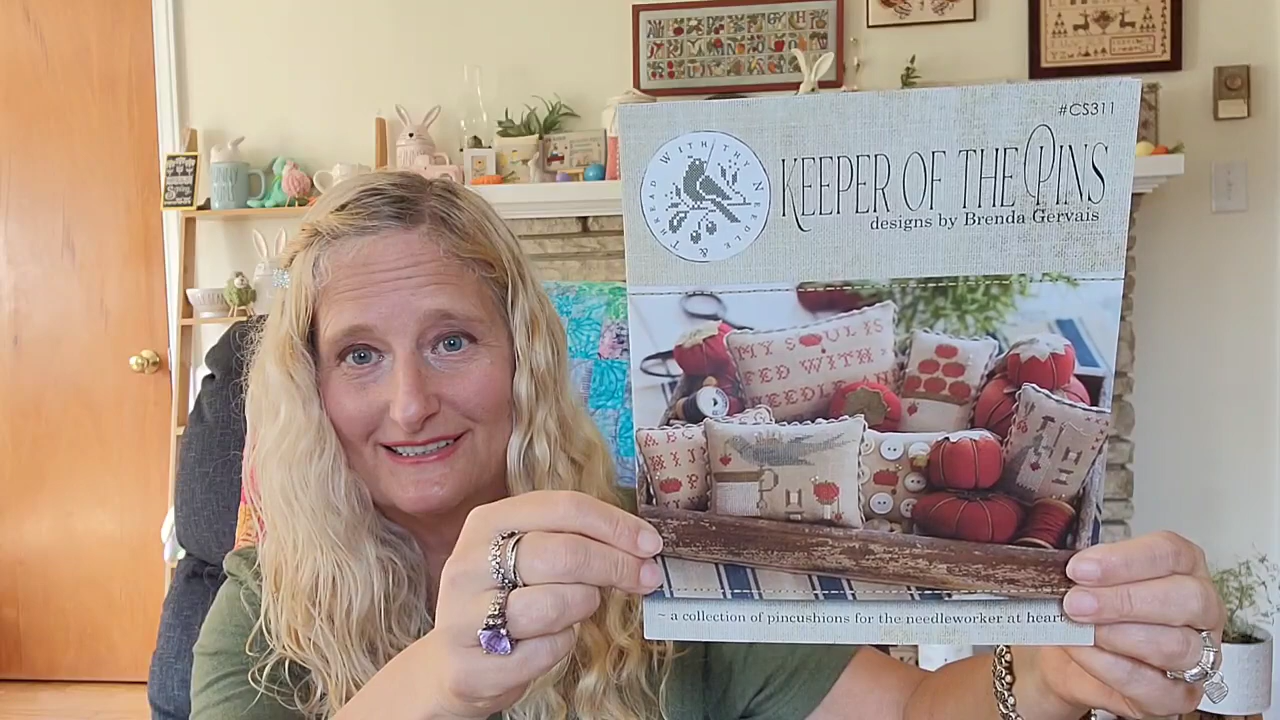 #CS311
WITH THY NEEDLE & THREAD
KEEPER OF THE PINS
designs by Brenda Gervais
MY SOUL IS
FED WITH
NEEDLE
ABC
~ a collection of pincushions for the needleworker at heart